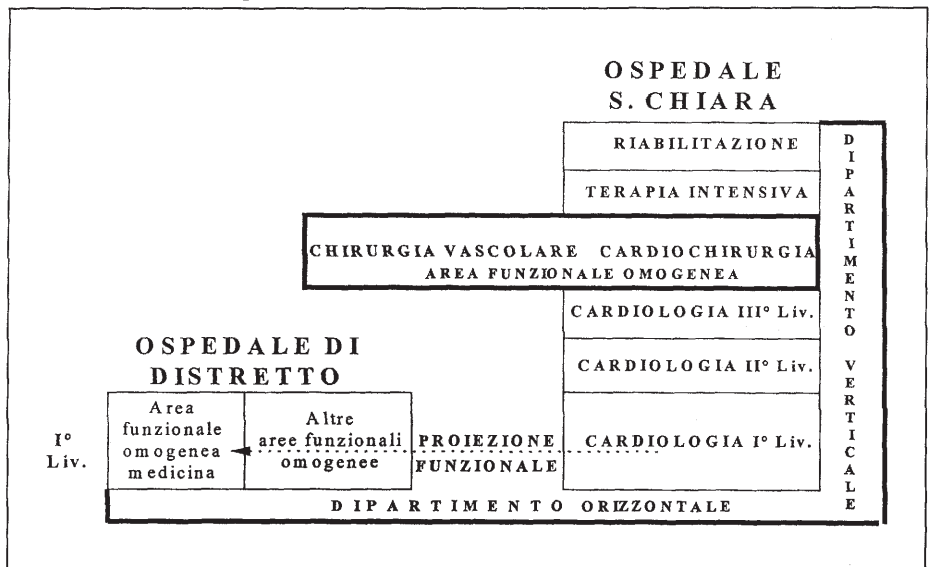 OSPEDALE
S. CHIARA
RIABILITAZIONE
TERAPIA INTENSIVA
CHIRURGIA VASCOLARE CARDIOCHIRURGIA
AREA FUNZIONALE OMOGENEA
CARDIOLOGIA III° Liv.
CARDIOLOGIA II° Liv.
CARDIOLOGIA I° Liv.
DIPARTIMENTO VERTICALE
OSPEDALE DI
DISTRETTO
I°
Liv.
Area
funzionale
omogenea
medicina
Altre
aree funzionali
omogenee
PROIEZIONE
FUNZIONALE
DIPARTIMENTO ORIZZONTALE